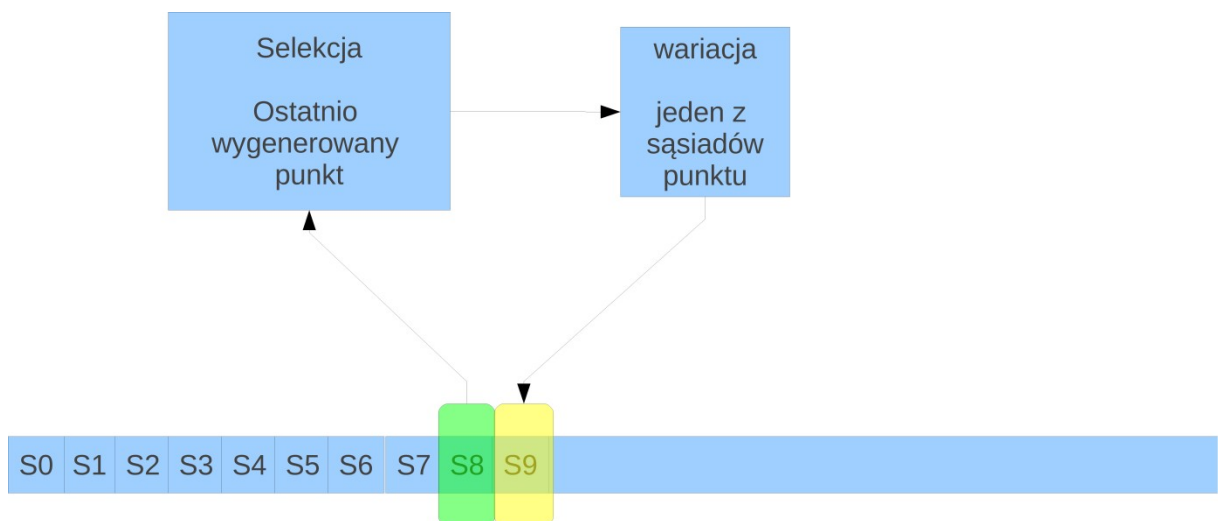 Selekcja
Ostatnio
wygenerowany
punkt
wariacja
jeden z
sąsiadów
punktu
S0 S1 S2 S3 S4 S5 S6 S7 S8 S9